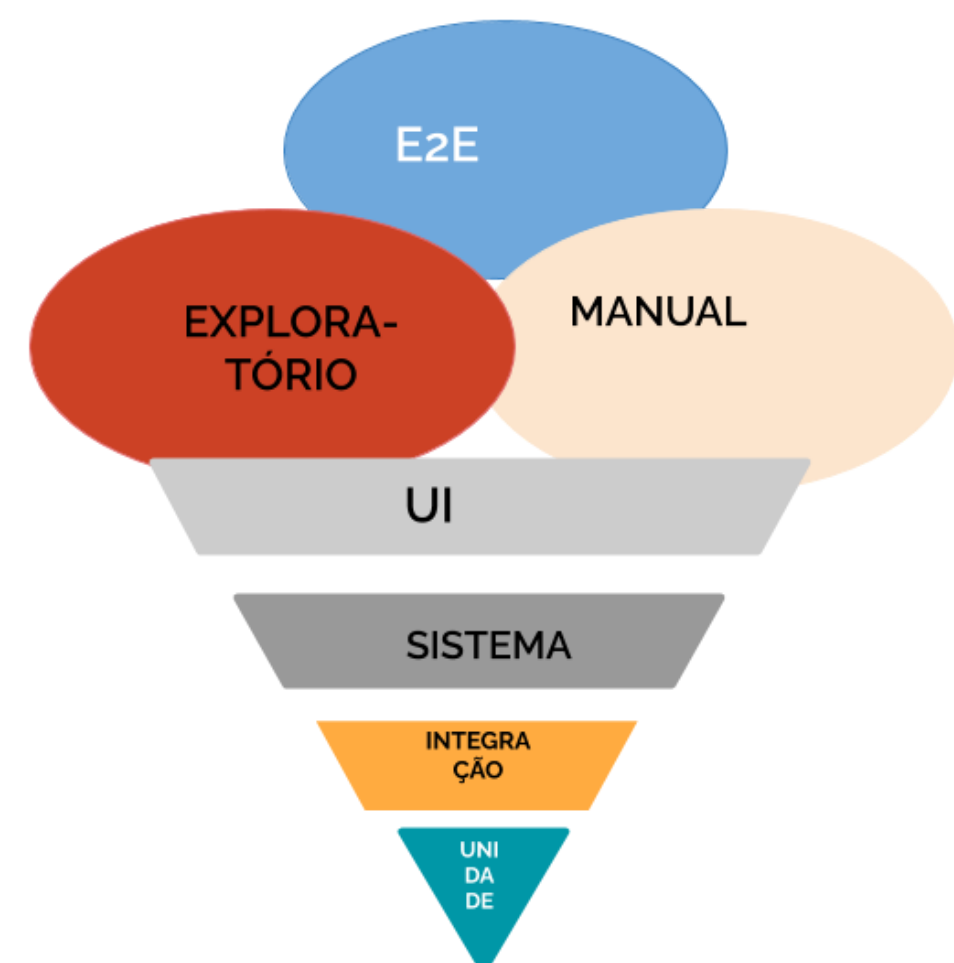 E2E
EXPLORA-
TÓRIO
MANUAL
UI
SISTEMA
INTEGRA
ÇÃO
UNI
DA
DE